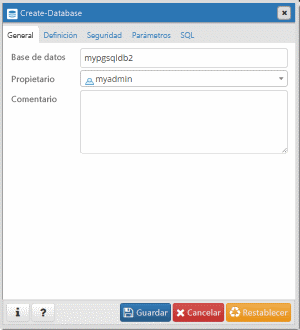 Create-Database
General Definición Seguridad Parámetros SQL
Base de datos mypgsqldb2
Propietario myadmin
Comentario
i ? Guardar Cancelar Restablecer